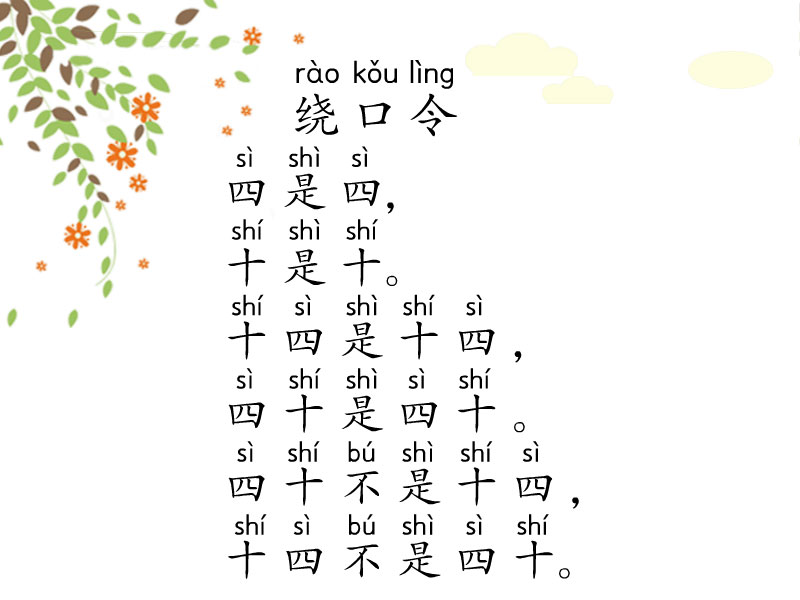 rào kǒu lìng
绕口令
sì shì sì
四是四，
shí shì shí
十是十。
shí sì shì shí sì
十四是十四，
sì shí shì sì shí
四十是四十。
sì shí bú shì shí sì
四十不是十四，
shí sì bú shì sì shí
十四不是四十。